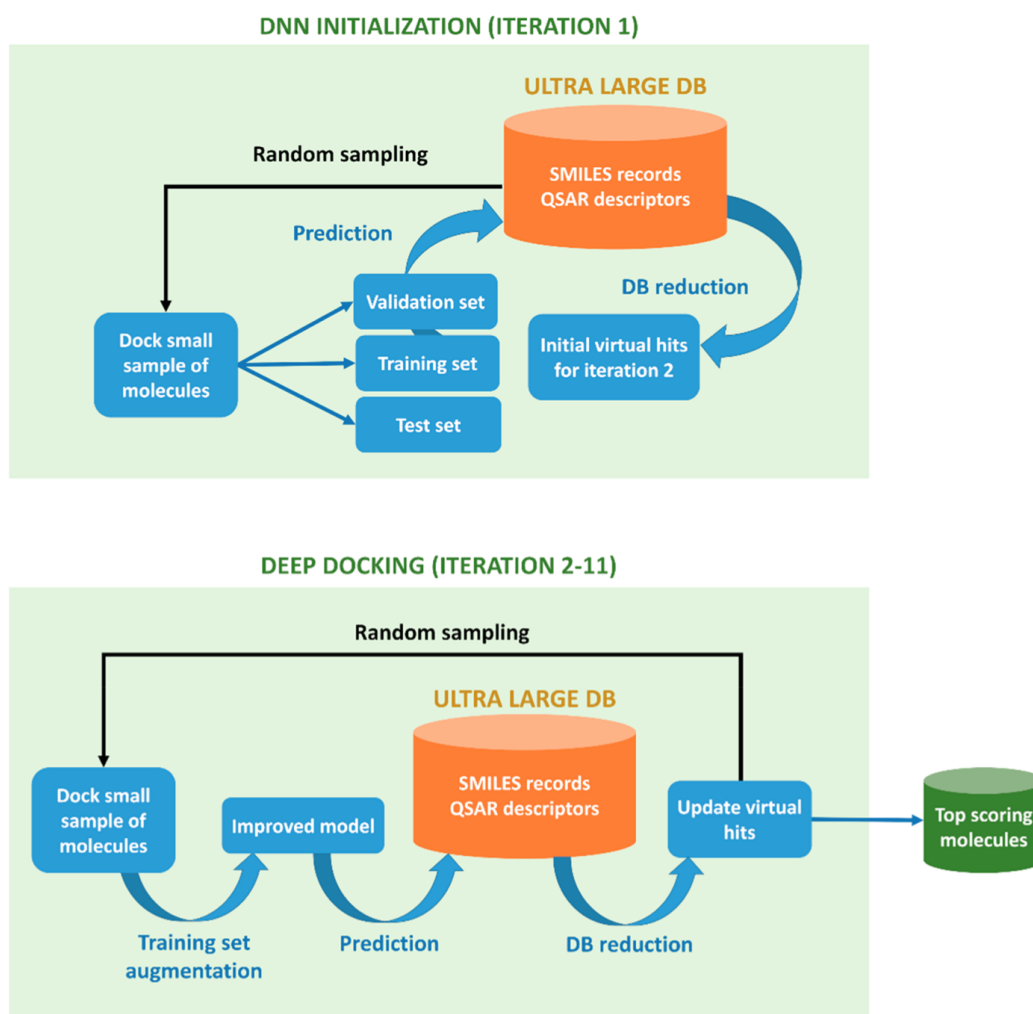 DNN INITIALIZATION (ITERATION 1)
ULTRA LARGE DB
Random sampling
SMILES records
QSAR descriptors
Prediction
DB reduction
Validation set
Dock small
sample of
molecules
Training set
Initial virtual hits
for iteration 2
Test set
DEEP DOCKING (ITERATION 2-11)
Random sampling
ULTRA LARGE DB
SMILES records
QSAR descriptors
Dock small
sample of
molecules
Improved model
Update virtual
hits
Top scoring
molecules
Training set
augmentation
Prediction
DB reduction